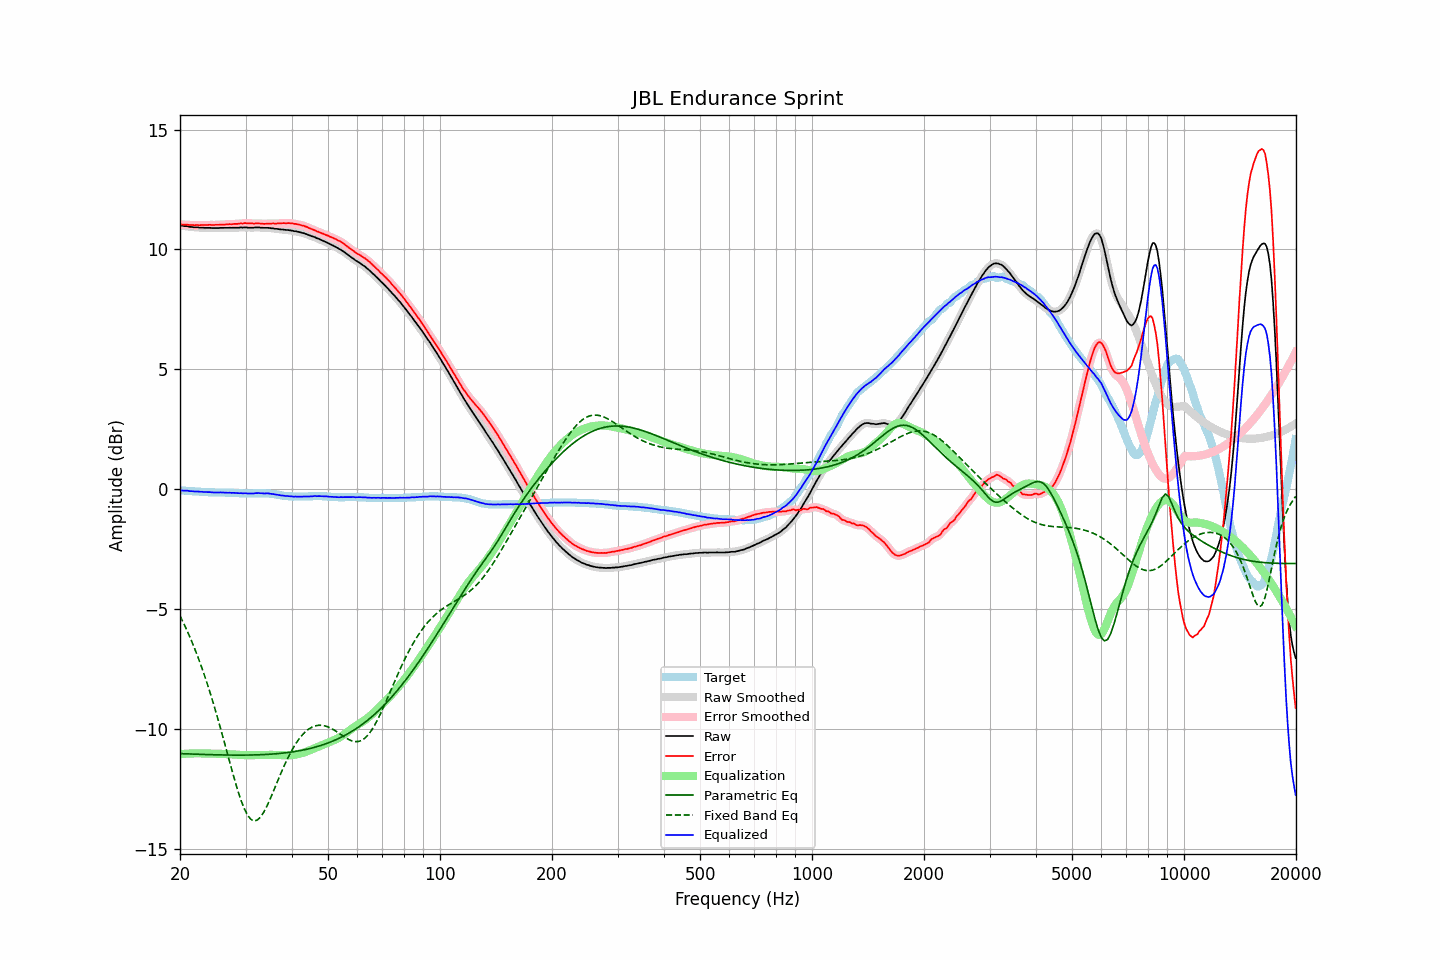 JBL Endurance Sprint
Amplitude (dBr)
15
10
5
0
−5
−10
−15
20
50
100
200
500
1000
2000
5000
10000
20000
Frequency (Hz)
Target
Raw Smoothed
Error Smoothed
Raw
Error
Equalization
Parametric Eq
Fixed Band Eq
Equalized